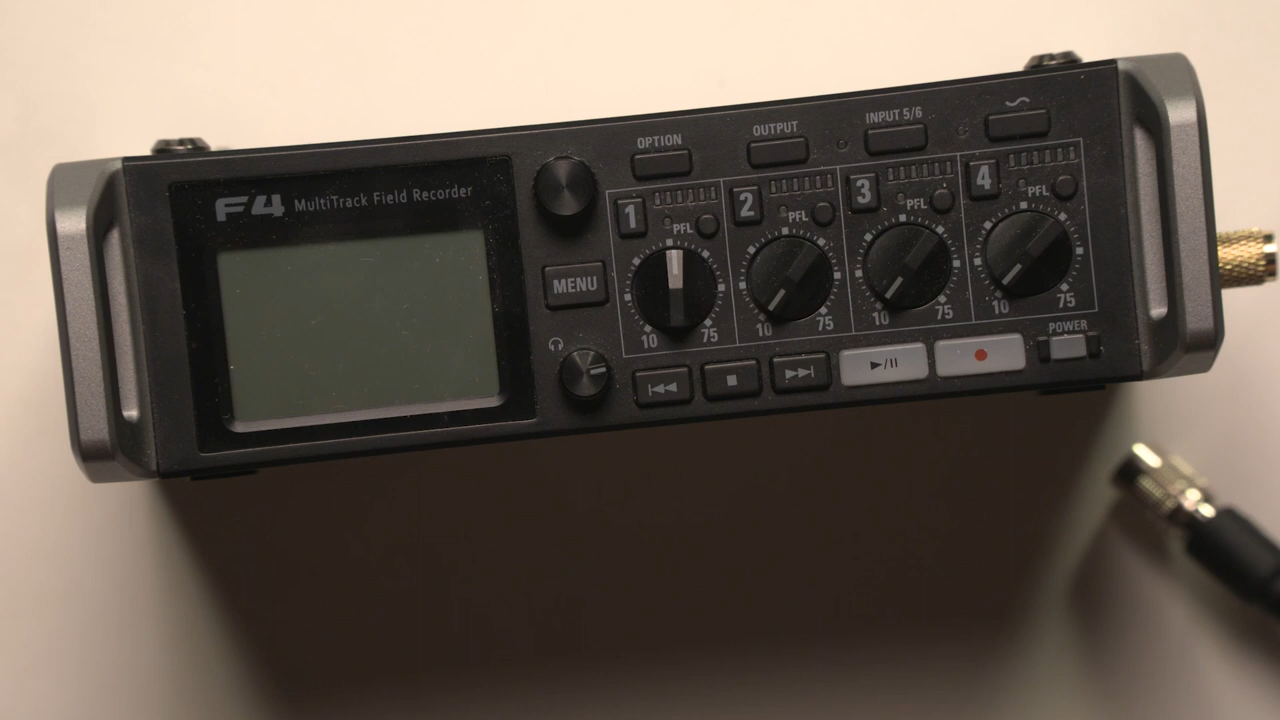 F4 MultiTrack Field Recorder
OPTION
OUTPUT
INPUT 5/6
1
PFL
2
PFL
3
PFL
4
PFL
MENU
10 75
10 75
10 75
10 75
POWER